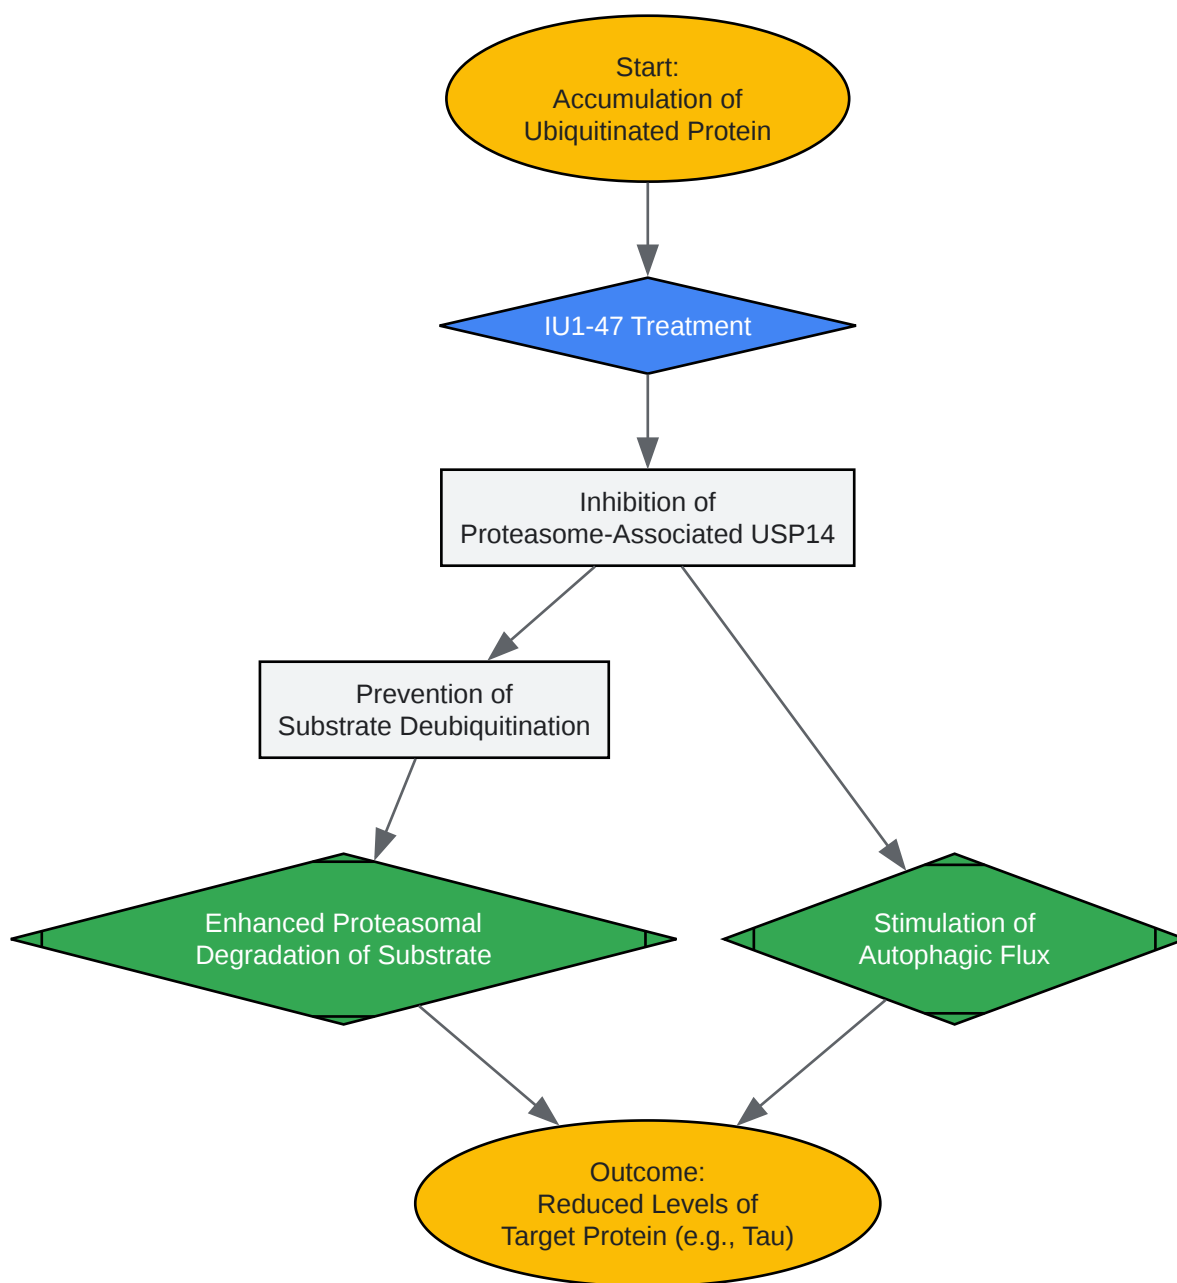 Start:
Accumulation of
Ubiquitinated Protein
IU1-47 Treatment
Inhibition of
Proteasome-Associated USP14
Prevention of
Substrate Deubiquitination
Enhanced Proteasomal
Degradation of Substrate
Stimulation of
Autophagic Flux
Outcome:
Reduced Levels of
Target Protein (e.g., Tau)